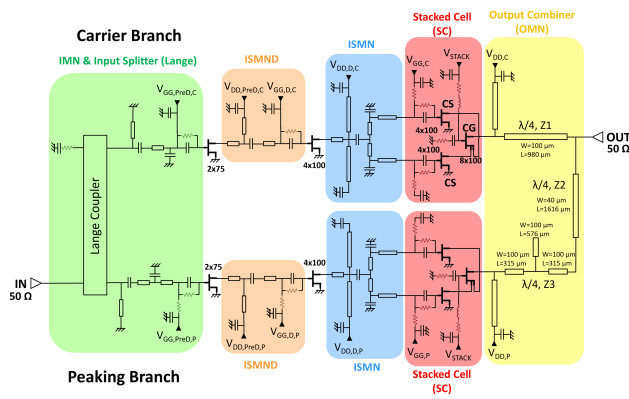 Carrier Branch
IMN & Input Splitter (Lange)
ISMND
ISMN
Stacked Cell
(SC)
Output Combiner
(OMN)
V_GG,PreD,C
V_DD,PreD,C
V_GG,D,C
V_DD,D,C
V_GG,C
V_STACK
V_DD,C
CS
CG
4x100
4x100
8x100
CS
2x75
4x100
λ/4, Z1
W=100 µm
L=980 µm
OUT
50 Ω
λ/4, Z2
W=40 µm
L=1616 µm
Lange Coupler
IN
50 Ω
2x75
4x100
W=100 µm
L=576 µm
W=100 µm
L=315 µm
W=100 µm
L=315 µm
λ/4, Z3
V_GG,PreD,P
V_DD,PreD,P
V_GG,D,P
V_DD,D,P
V_GG,P
V_STACK
V_DD,P
ISMND
ISMN
Stacked Cell
(SC)
Peaking Branch